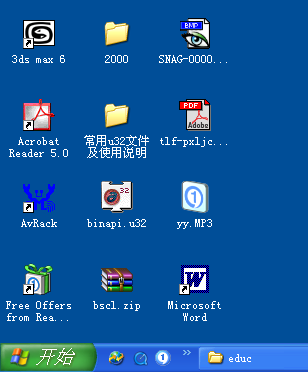 3ds max 6
2000
SNAG-0000...
BMP
PDF
Adobe
Acrobat
Reader 5.0
常用u32文件
及使用说明
tlf-pxljc...
32
AvRack
binapi.u32
yy.MP3
Free Offers
from Rea...
bscl.zip
Microsoft
Word
开始
educ